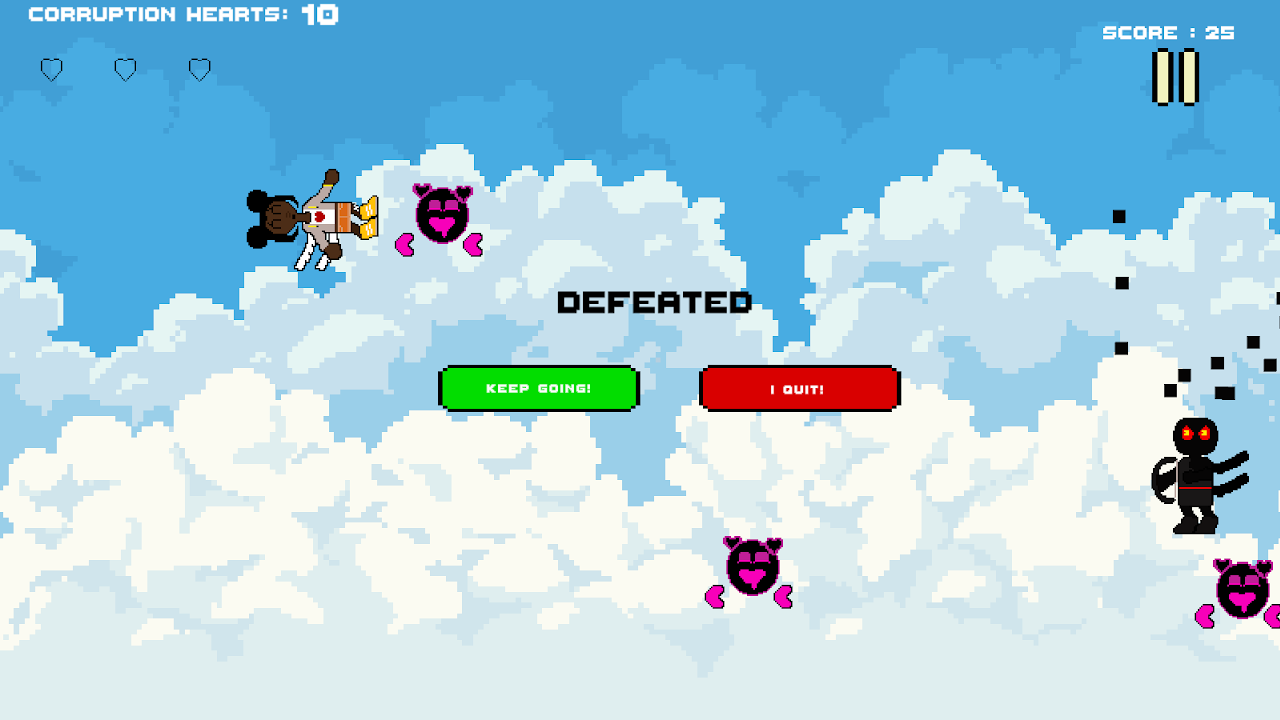 CORRUPTION HEARTS: 10
SCORE : 25
DEFEATED
KEEP GOING!
I QUIT!